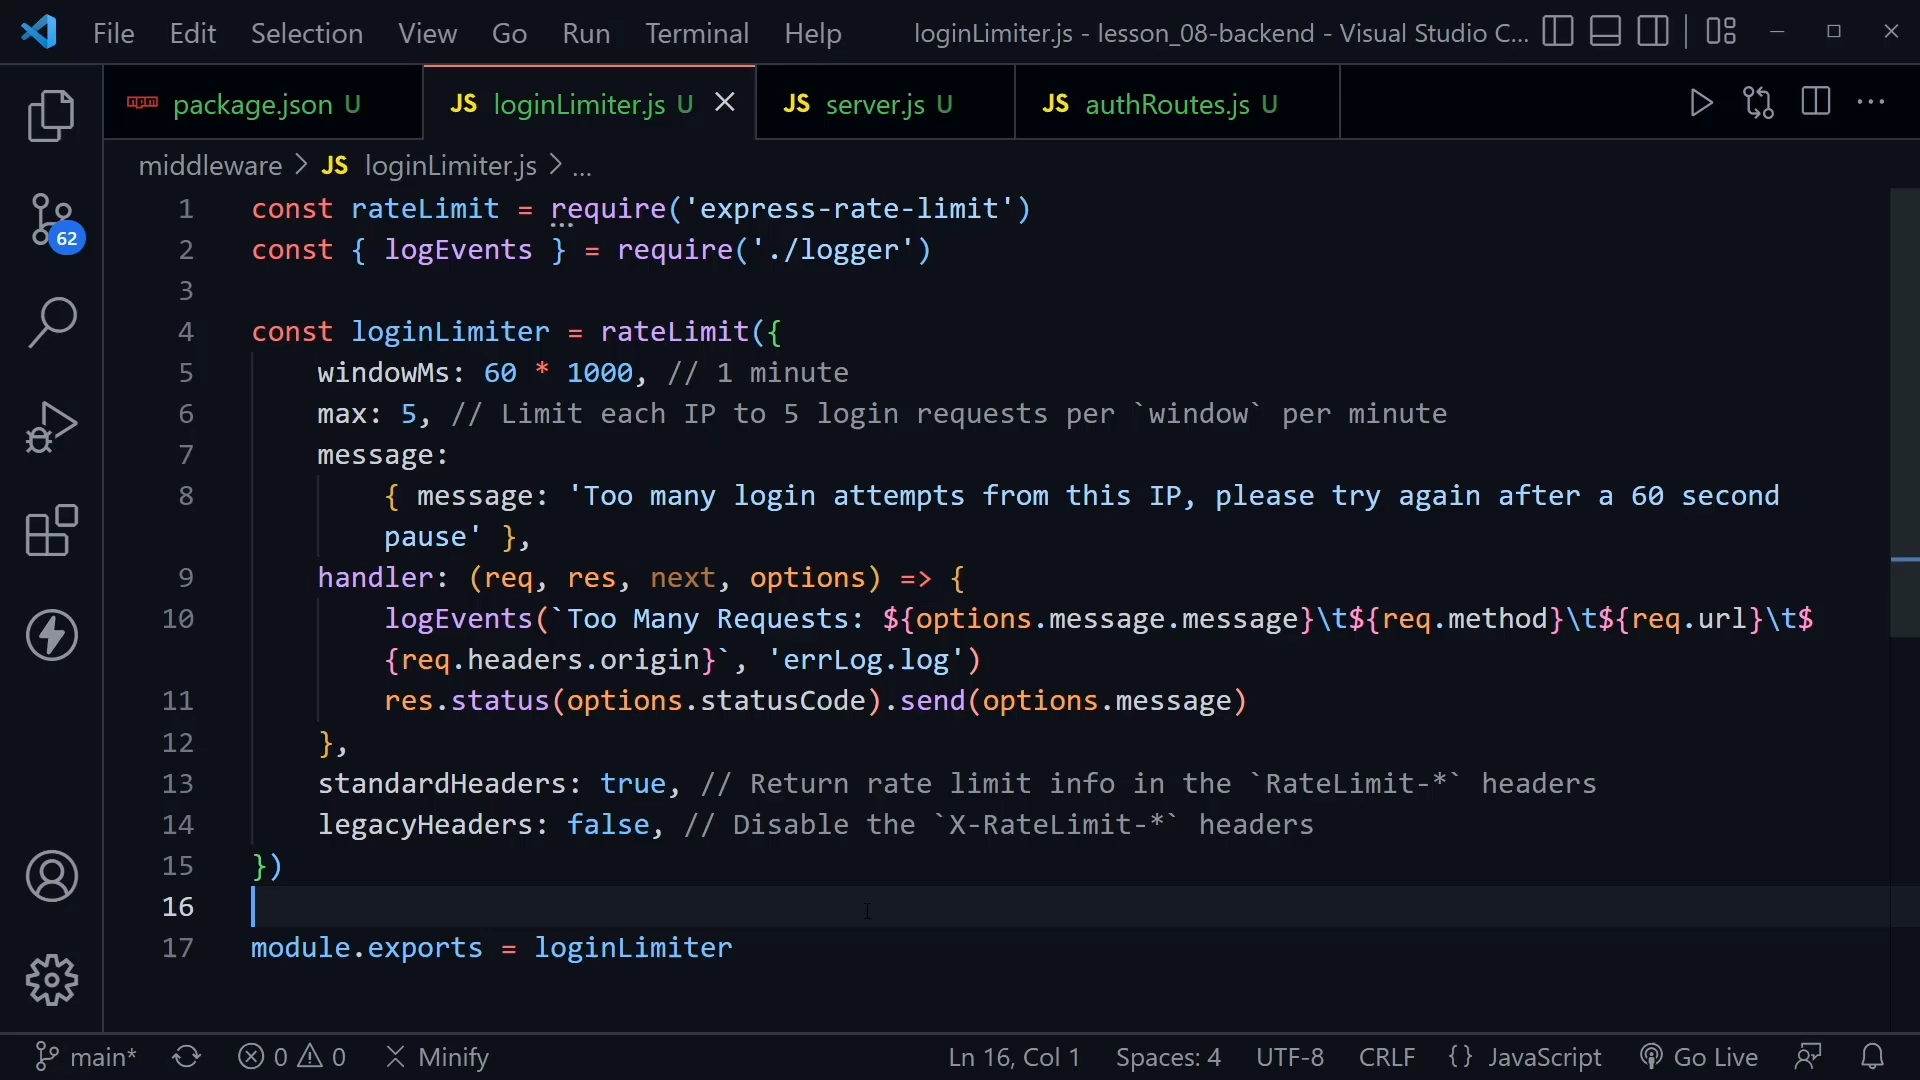 File Edit Selection View Go Run Terminal Help loginLimiter.js - lesson_08-backend - Visual Studio C...
npm package.json U JS loginLimiter.js U JS server.js U JS authRoutes.js U
middleware > JS loginLimiter.js > ...
62
1 const rateLimit = require('express-rate-limit')
2 const { logEvents } = require('./logger')
3
4 const loginLimiter = rateLimit({
5 windowMs: 60 * 1000, // 1 minute
6 max: 5, // Limit each IP to 5 login requests per `window` per minute
7 message:
8 { message: 'Too many login attempts from this IP, please try again after a 60 second
pause' },
9 handler: (req, res, next, options) => {
10 logEvents(`Too Many Requests: ${options.message.message}\t${req.method}\t${req.url}\t$
{req.headers.origin}`, 'errLog.log')
11 res.status(options.statusCode).send(options.message)
12 },
13 standardHeaders: true, // Return rate limit info in the `RateLimit-*` headers
14 legacyHeaders: false, // Disable the `X-RateLimit-*` headers
15 })
16
17 module.exports = loginLimiter
main* 0 0 Minify Ln 16, Col 1 Spaces: 4 UTF-8 CRLF {} JavaScript Go Live